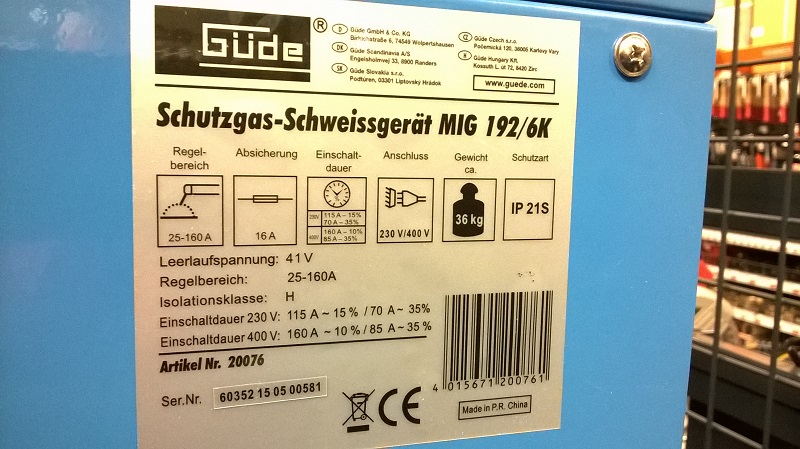 Güde ®
D Güde GmbH & Co. KG
Birkichstraße 6, 74549 Wolpertshausen
DK Güde Scandinavia A/S
Engelsholmvej 33, 8900 Randers
SK Güde Slovakia s.r.o.
Podtúren, 03301 Liptovský Hrádok
CZ Güde Czech s.r.o.
Počernická 120, 36005 Karlovy Vary
H Güde Hungary Kft.
Kossuth L. út 72, 8420 Zirc
www.guede.com
Schutzgas-Schweissgerät MIG 192/6K
Regel-
bereich
25-160 A
Absicherung
16 A
Einschalt-
dauer
230V 115 A ~ 15%
70 A ~ 35%
400V 160 A ~ 10%
85 A ~ 35%
Anschluss
230 V/400 V
Gewicht
ca.
36 kg
Schutzart
IP 21S
Leerlaufspannung: 41 V
Regelbereich: 25-160A
Isolationsklasse: H
Einschaltdauer 230 V: 115 A ~ 15 % / 70 A ~ 35%
Einschaltdauer 400 V: 160 A ~ 10% / 85 A ~ 35 %
Artikel Nr. 20076
Ser.Nr. 60352 15 05 00581
CE
4 015671 200761
Made in P.R. China